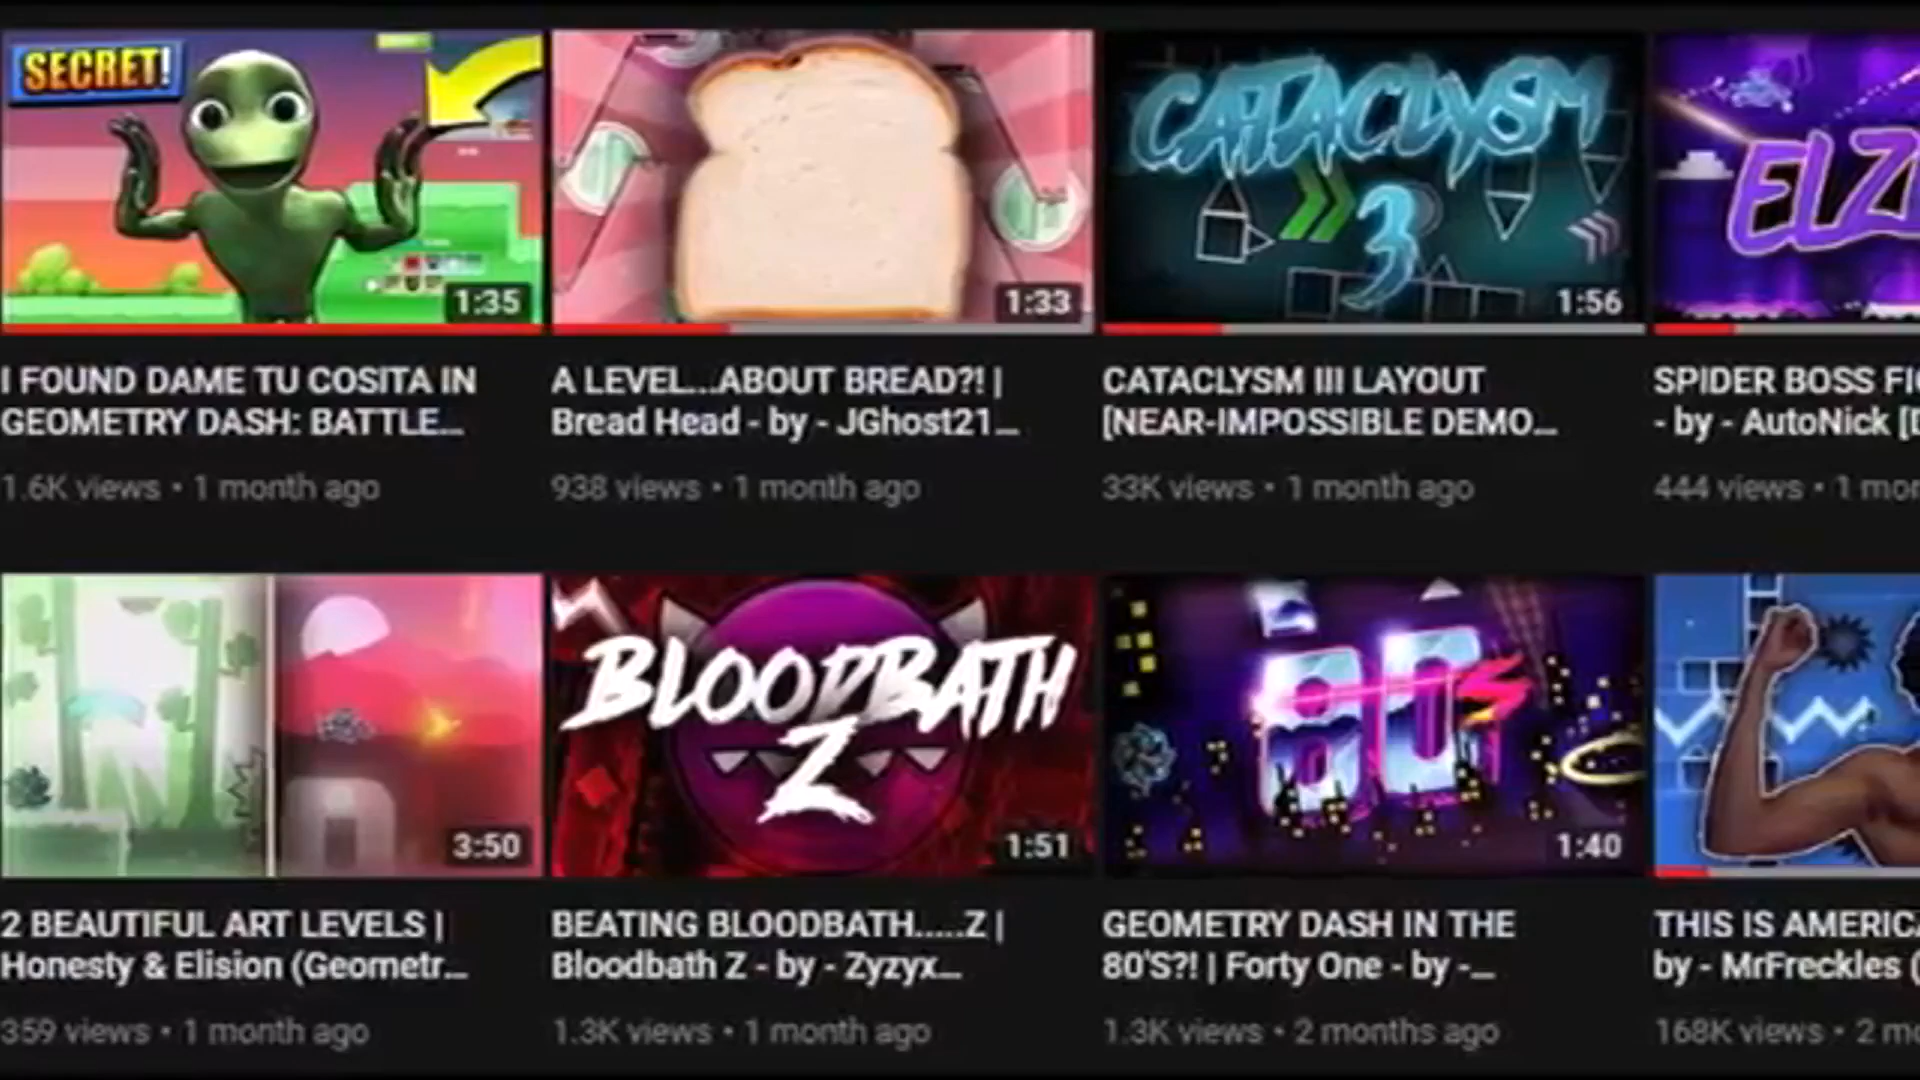 SECRET!
1:35
1:33
CATACLYSM
3
1:56
I FOUND DAME TU COSITA IN
GEOMETRY DASH: BATTLE...
1.6K views • 1 month ago
A LEVEL...ABOUT BREAD?! |
Bread Head - by - JGhost21...
938 views • 1 month ago
CATACLYSM III LAYOUT
[NEAR-IMPOSSIBLE DEMO...
33K views • 1 month ago
SPIDER BOSS
- by - AutoNick
444 views • 1
3:50
BLOODBATH
Z
1:51
80s
1:40
2 BEAUTIFUL ART LEVELS |
Honesty & Elision (Geometr...
359 views • 1 month ago
BEATING BLOODBATH.....Z |
Bloodbath Z - by - Zyzyx...
1.3K views • 1 month ago
GEOMETRY DASH IN THE
80'S?! | Forty One - by -...
1.3K views • 2 months ago
THIS IS AMERICA
by - MrFreckles (
168K views • 2